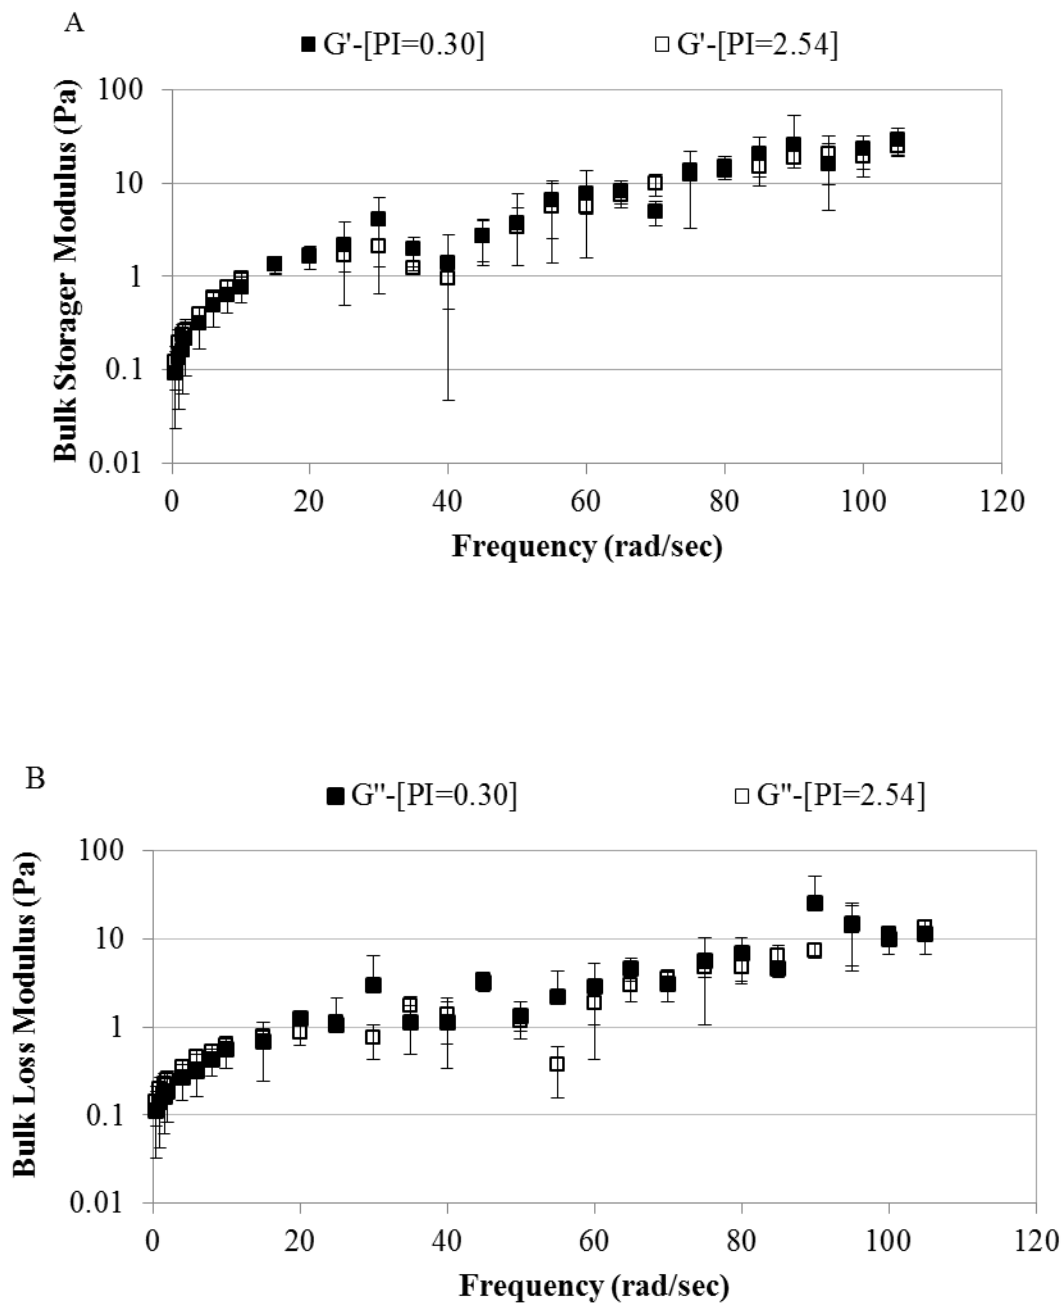 A
G'-[PI=0.30] G'-[PI=2.54]
Bulk Storager Modulus (Pa)
100
10
1
0.1
0.01
0 20 40 60 80 100 120
Frequency (rad/sec)
B
G"-[PI=0.30] G"-[PI=2.54]
Bulk Loss Modulus (Pa)
100
10
1
0.1
0.01
0 20 40 60 80 100 120
Frequency (rad/sec)